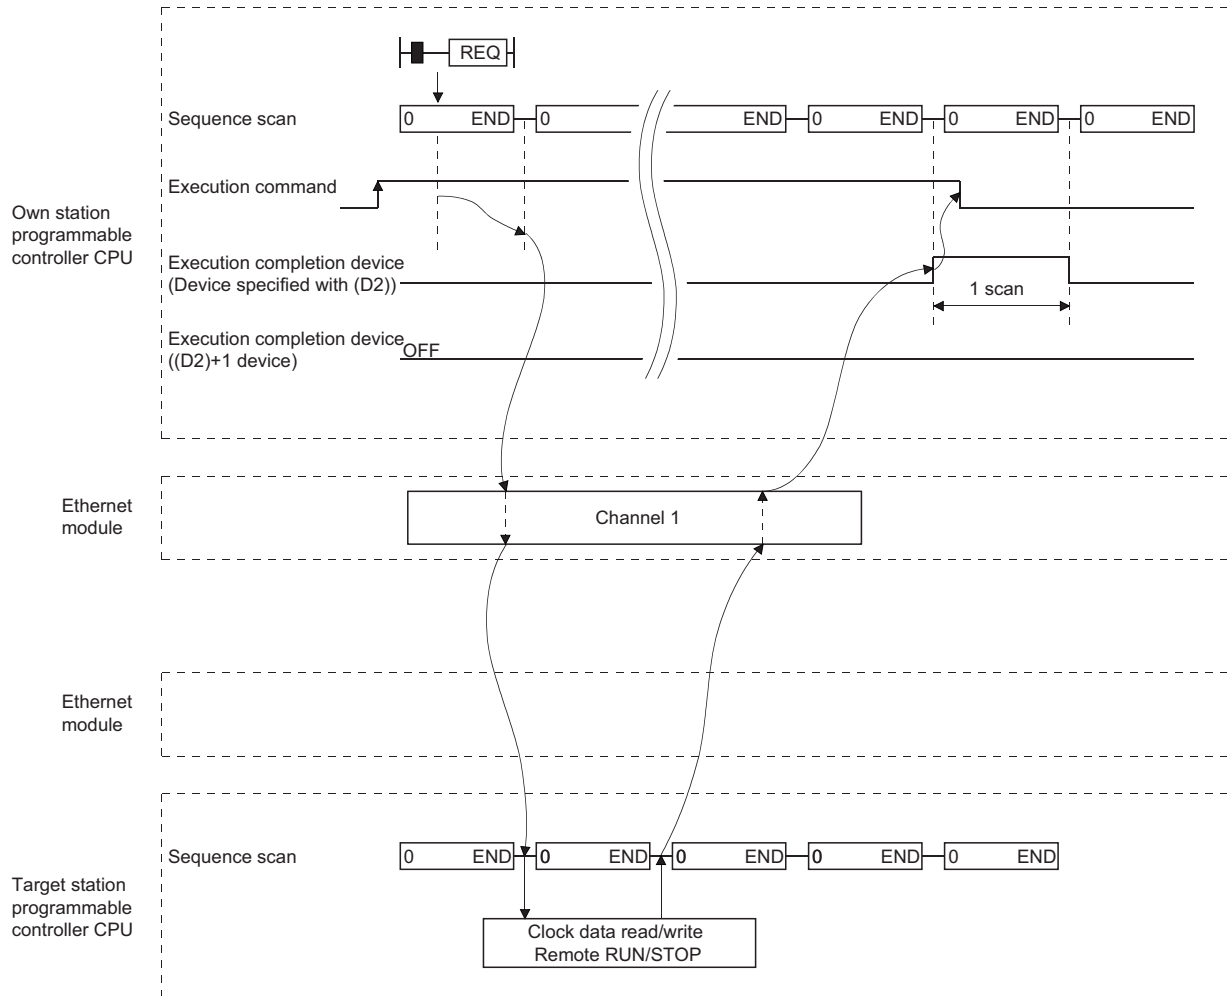 REQ
Sequence scan
0 END 0 END 0 END 0 END 0 END
Execution command
Own station
programmable
controller CPU
Execution completion device
(Device specified with (D2))
1 scan
Execution completion device
((D2)+1 device)
OFF
Ethernet
module
Channel 1
Ethernet
module
Sequence scan
0 END 0 END 0 END 0 END 0 END
Target station
programmable
controller CPU
Clock data read/write
Remote RUN/STOP